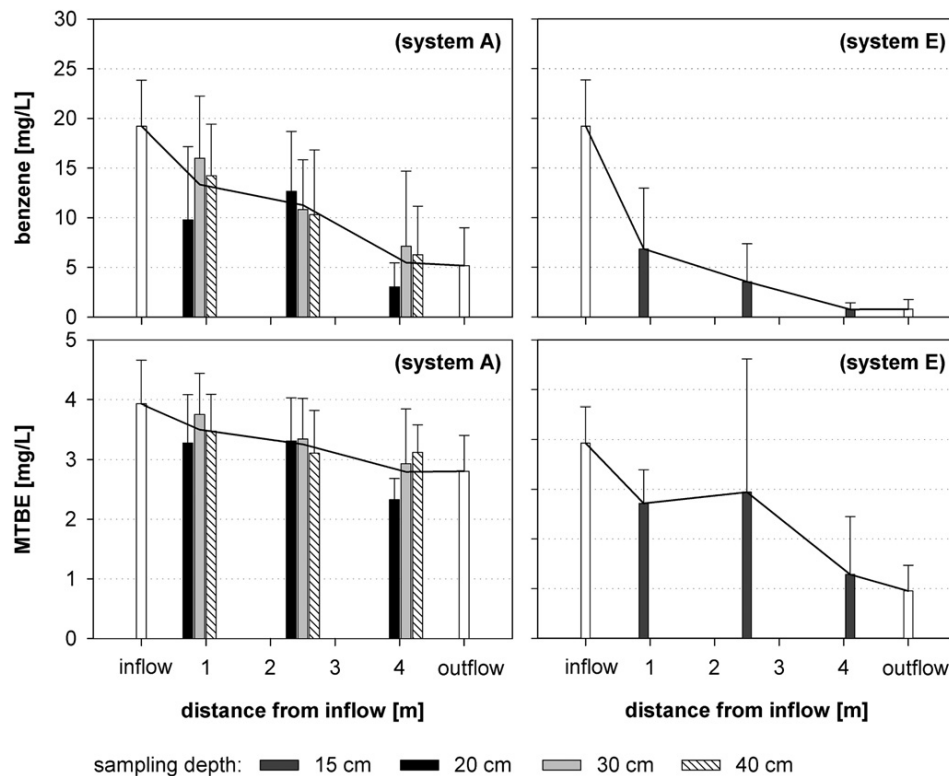 (system A)
(system E)
30
25
20
15
10
5
0
benzene [mg/L]
(system A)
(system E)
5
4
3
2
1
0
MTBE [mg/L]
inflow 1 2 3 4 outflow
inflow 1 2 3 4 outflow
distance from inflow [m]
distance from inflow [m]
sampling depth: 15 cm 20 cm 30 cm 40 cm